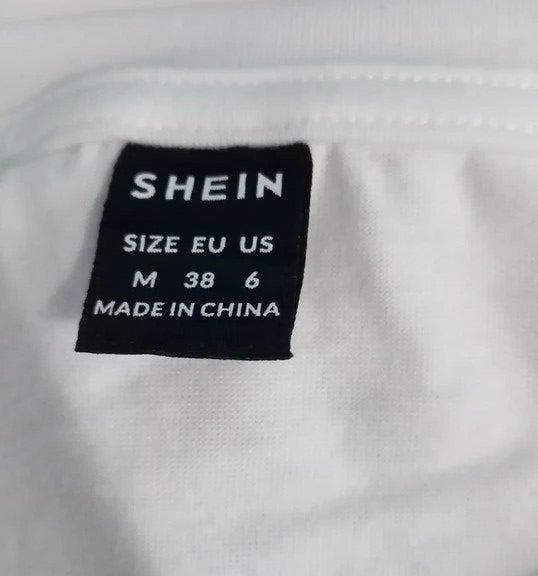 SHEIN
SIZE EU US
M 38 6
MADE IN CHINA